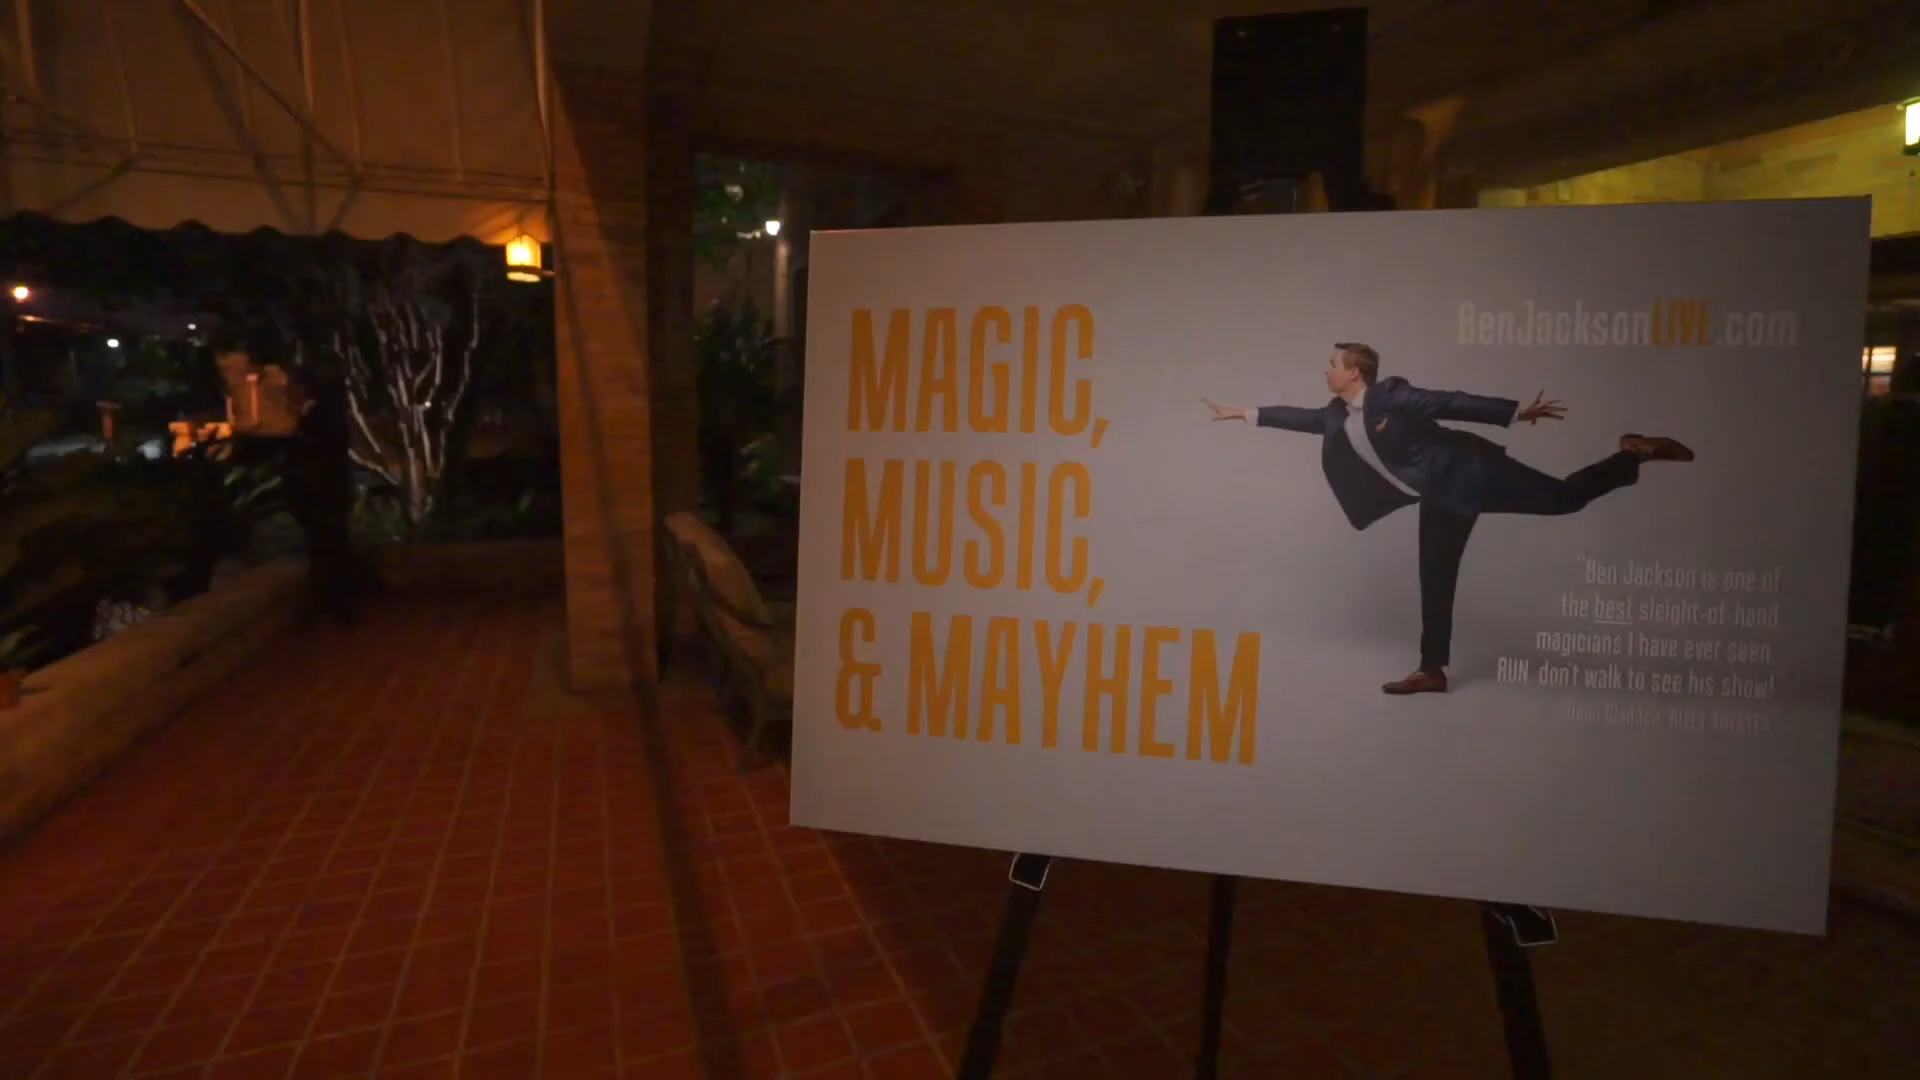 MAGIC,
MUSIC,
& MAYHEM
BenJacksonLIVE.com
"Ben Jackson is one of
the best sleight-of-hand
magicians I have ever seen.
RUN, don't walk to see his show!"